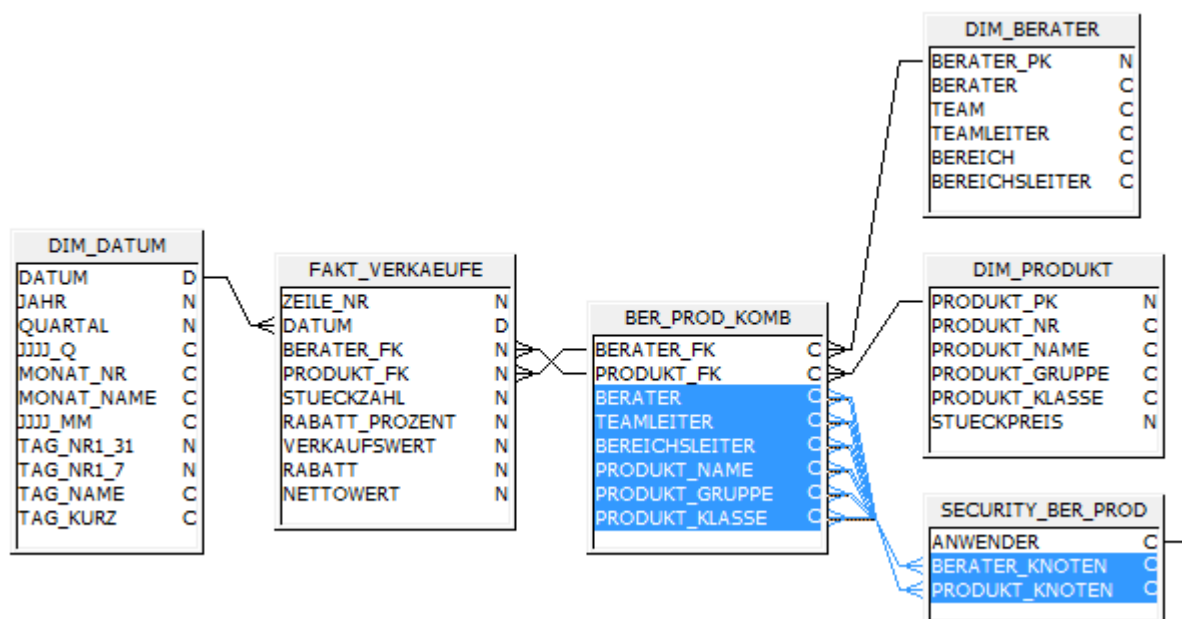 DIM_BERATER
BERATER_PK N
BERATER C
TEAM C
TEAMLEITER C
BEREICH C
BEREICHSLEITER C
DIM_DATUM
DATUM D
JAHR N
QUARTAL N
JJJJ_Q C
MONAT_NR C
MONAT_NAME C
JJJJ_MM C
TAG_NR1_31 N
TAG_NR1_7 N
TAG_NAME C
TAG_KURZ C
FAKT_VERKAEUFE
ZEILE_NR N
DATUM D
BERATER_FK N
PRODUKT_FK N
STUECKZAHL N
RABATT_PROZENT N
VERKAUFSWERT N
RABATT N
NETTOWERT N
BER_PROD_KOMB
BERATER_FK C
PRODUKT_FK C
BERATER C
TEAMLEITER C
BEREICHSLEITER C
PRODUKT_NAME C
PRODUKT_GRUPPE C
PRODUKT_KLASSE C
DIM_PRODUKT
PRODUKT_PK N
PRODUKT_NR C
PRODUKT_NAME C
PRODUKT_GRUPPE C
PRODUKT_KLASSE C
STUECKPREIS N
SECURITY_BER_PROD
ANWENDER C
BERATER_KNOTEN C
PRODUKT_KNOTEN C